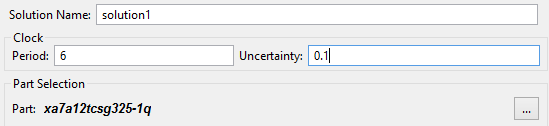 Solution Name: solution1
Clock
Period: 6 Uncertainty: 0.1
Part Selection
Part: xa7a12tcsg325-1q ...